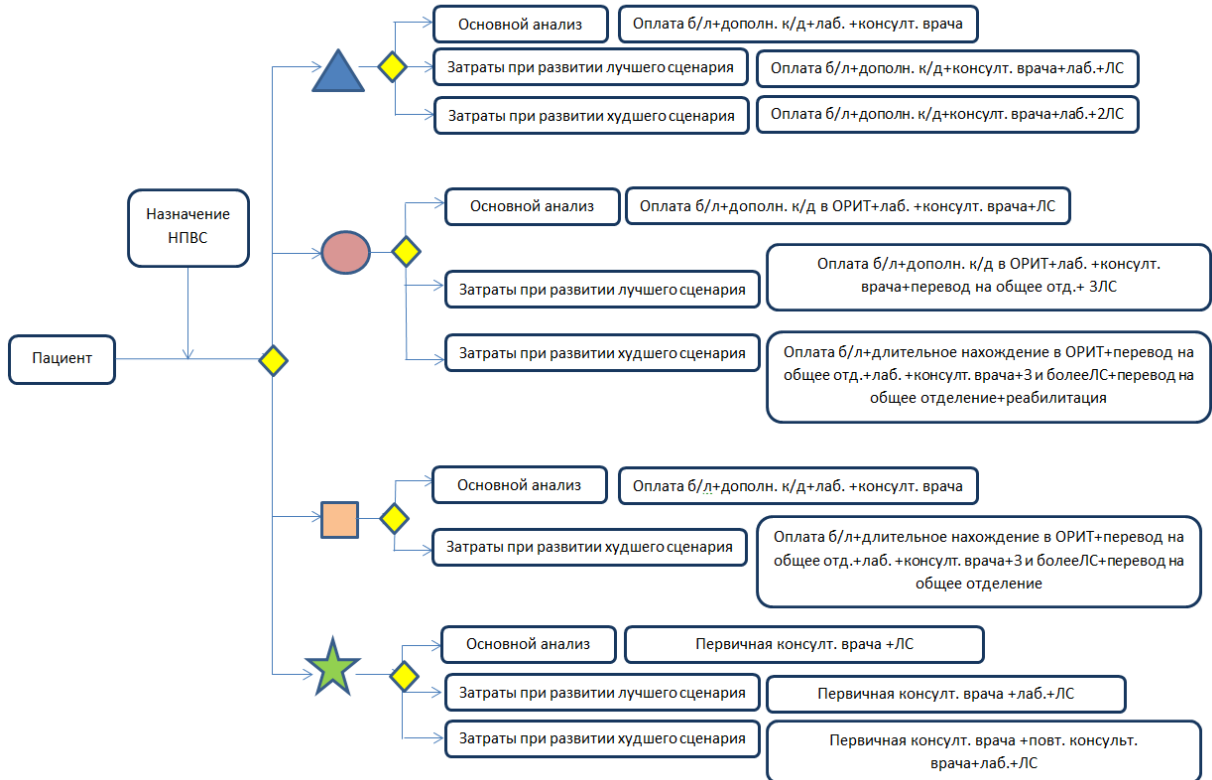 Основной анализ
Оплата б/л+дополн. к/д+лаб. +консулт. врача
Затраты при развитии лучшего сценария
Оплата б/л+дополн. к/д+консулт. врача+лаб.+ЛС
Затраты при развитии худшего сценария
Оплата б/л+дополн. к/д+консулт. врача+лаб.+2ЛС
Назначение
НПВС
Основной анализ
Оплата б/л+дополн. к/д в ОРИТ+лаб. +консулт. врача+ЛС
Затраты при развитии лучшего сценария
Оплата б/л+дополн. к/д в ОРИТ+лаб. +консулт.
врача+перевод на общее отд.+ 3ЛС
Пациент
Затраты при развитии худшего сценария
Оплата б/л+длительное нахождение в ОРИТ+перевод на
общее отд.+лаб. +консулт. врача+3 и болееЛС+перевод на
общее отделение+реабилитация
Основной анализ
Оплата б/л+дополн. к/д+лаб. +консулт. врача
Затраты при развитии худшего сценария
Оплата б/л+длительное нахождение в ОРИТ+перевод на
общее отд.+лаб. +консулт. врача+3 и болееЛС+перевод на
общее отделение
Основной анализ
Первичная консулт. врача +ЛС
Затраты при развитии лучшего сценария
Первичная консулт. врача +лаб.+ЛС
Затраты при развитии худшего сценария
Первичная консулт. врача +повт. консульт.
врача+лаб.+ЛС